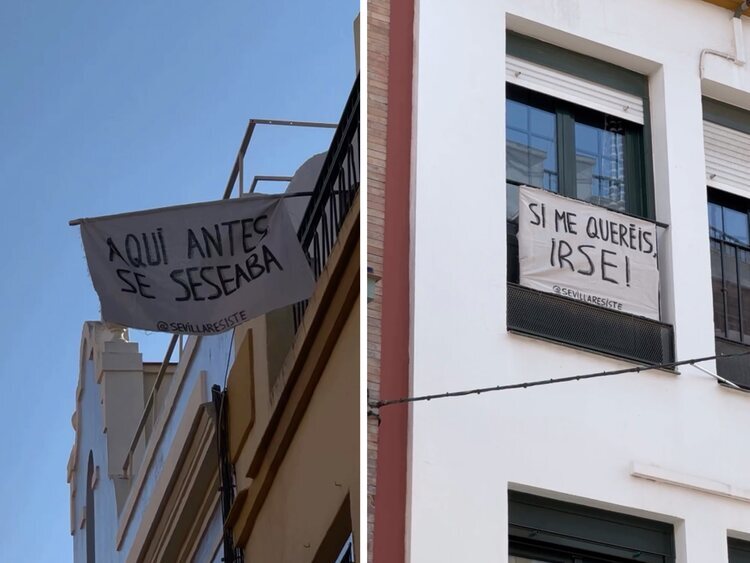 AQUÍ ANTES
SE SESEABA
@SEVILLARESISTE
SI ME QUERÉIS,
IRSE!
@SEVILLARESISTE